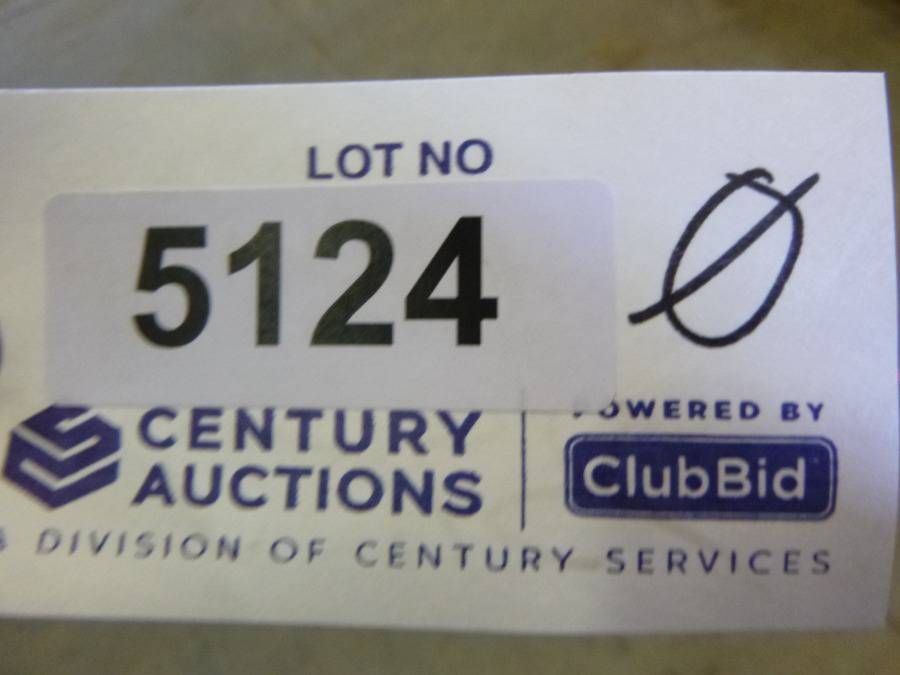 LOT NO
5124 Ø
CENTURY
AUCTIONS
POWERED BY
ClubBid
DIVISION OF CENTURY SERVICES